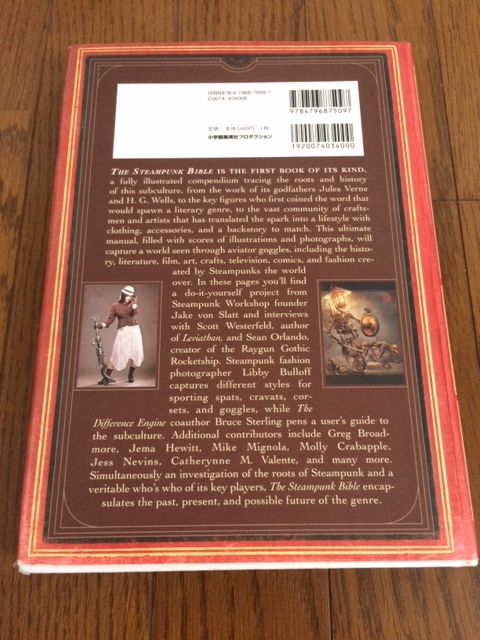 ISBN978-4-7968-7509-7
C0074 ¥3400E
9784796875097
定価 本体3,400円 +税
小学館集英社プロダクション
1920074034000
THE STEAMPUNK BIBLE IS THE FIRST BOOK OF ITS KIND,
a fully illustrated compendium tracing the roots and history
of this subculture, from the work of its godfathers Jules Verne
and H. G. Wells, to the key figures who first coined the word that
would spawn a literary genre, to the vast community of crafts-
men and artists that has translated the spark into a lifestyle with
clothing, accessories, and a backstory to match. This ultimate
manual, filled with scores of illustrations and photographs, will
capture a world seen through aviator goggles, including the histo-
ry, literature, film, art, crafts, television, comics, and fashion cre-
ated by Steampunks the world
over. In these pages you'll find
a do-it-yourself project from
Steampunk Workshop founder
Jake von Slatt and interviews
with Scott Westerfeld, author
of Leviathan, and Sean Orlando,
creator of the Raygun Gothic
Rocketship. Steampunk fashion
photographer Libby Bulloff
captures different styles for
sporting spats, cravats, cor-
sets, and goggles, while The
Difference Engine coauthor Bruce Sterling pens a user's guide to
the subculture. Additional contributors include Greg Broad-
more, Jema Hewitt, Mike Mignola, Molly Crabapple,
Jess Nevins, Catherynne M. Valente, and many more.
Simultaneously an investigation of the roots of Steampunk and a
veritable who's who of its key players, The Steampunk Bible encap-
sulates the past, present, and possible future of the genre.